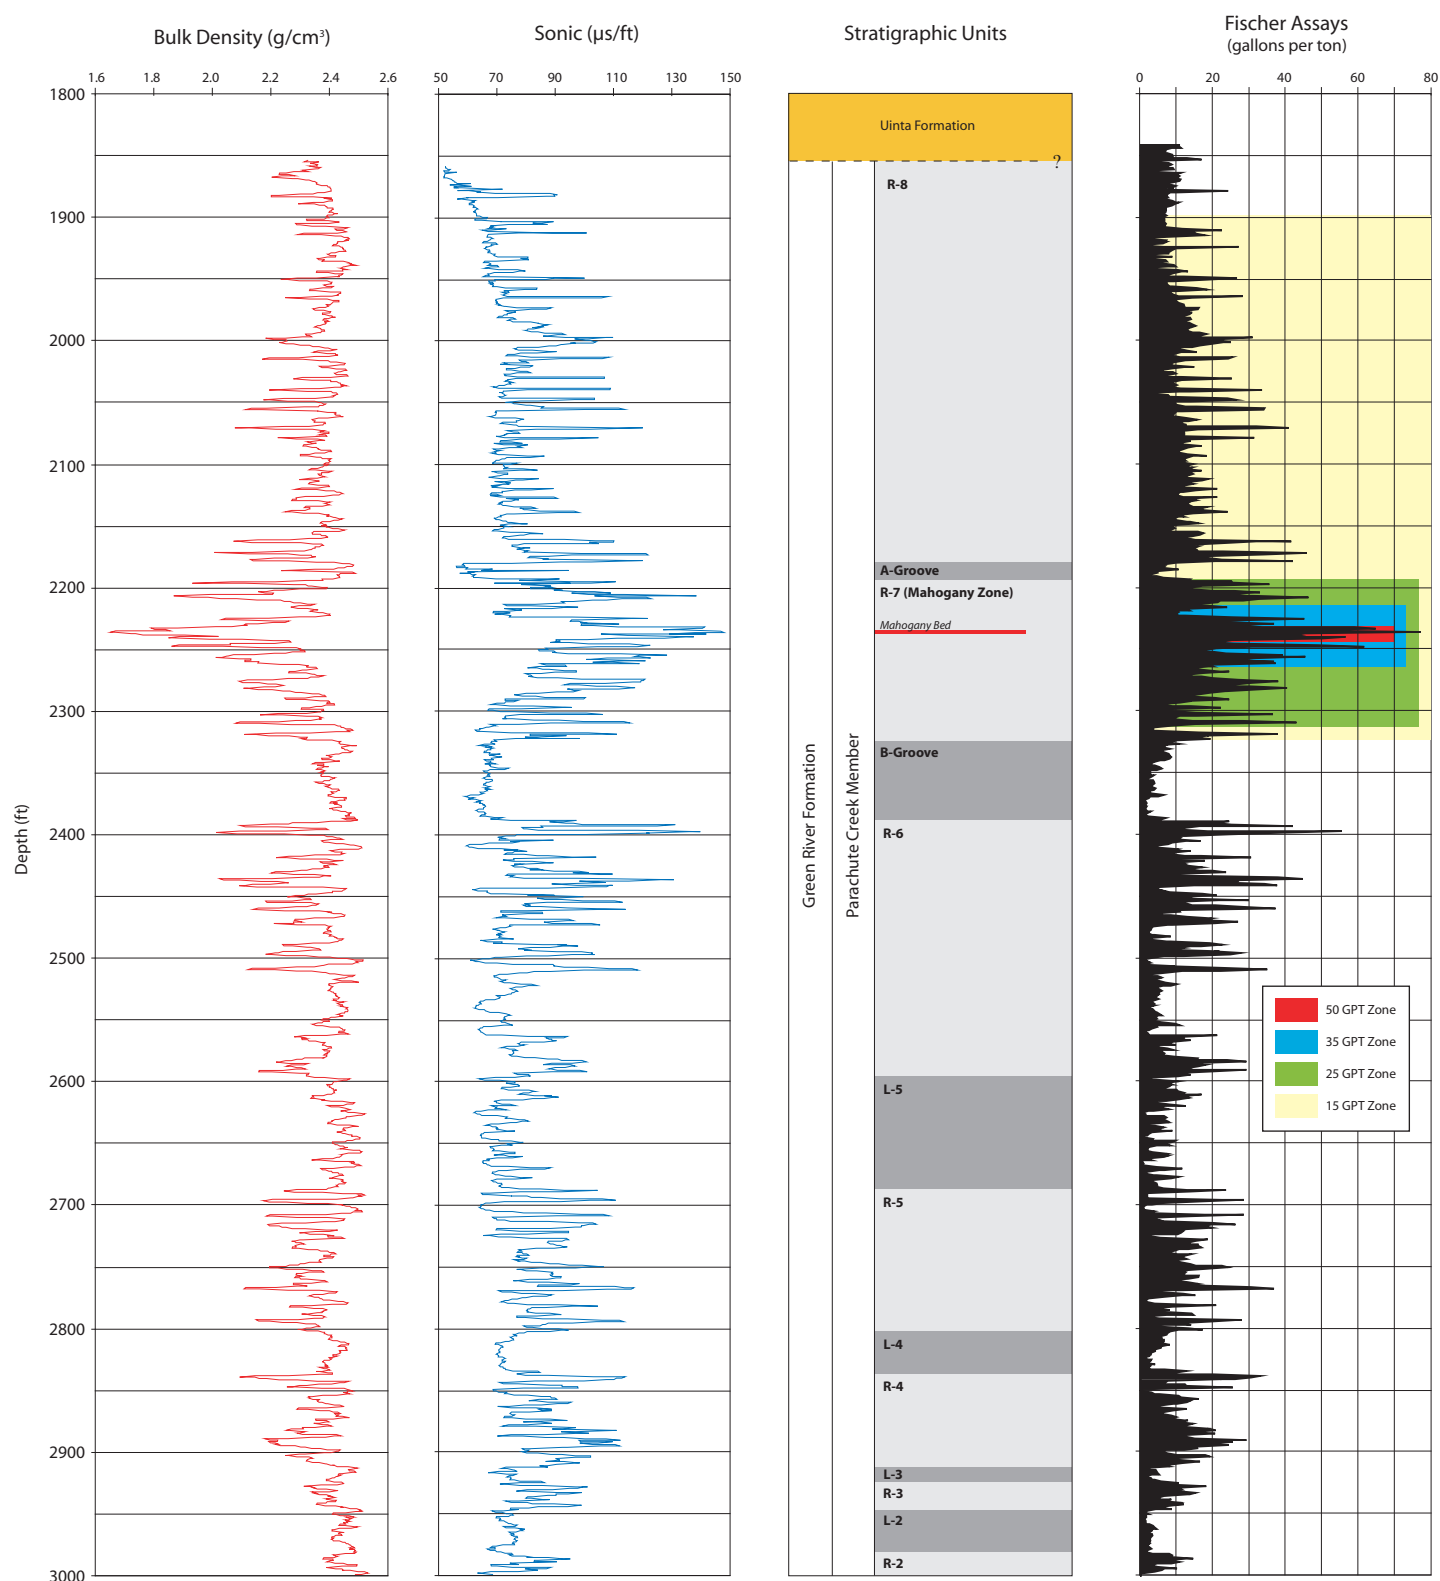 Bulk Density (g/cm³)
Sonic (µs/ft)
Stratigraphic Units
Fischer Assays
(gallons per ton)
1.6 1.8 2.0 2.2 2.4 2.6
50 70 90 110 130 150
0 20 40 60 80
Depth (ft)
1800
1900
2000
2100
2200
2300
2400
2500
2600
2700
2800
2900
3000
Uinta Formation
?
Green River Formation
Parachute Creek Member
R-8
A-Groove
R-7 (Mahogany Zone)
Mahogany Bed
B-Groove
R-6
L-5
R-5
L-4
R-4
L-3
R-3
L-2
R-2
50 GPT Zone
35 GPT Zone
25 GPT Zone
15 GPT Zone